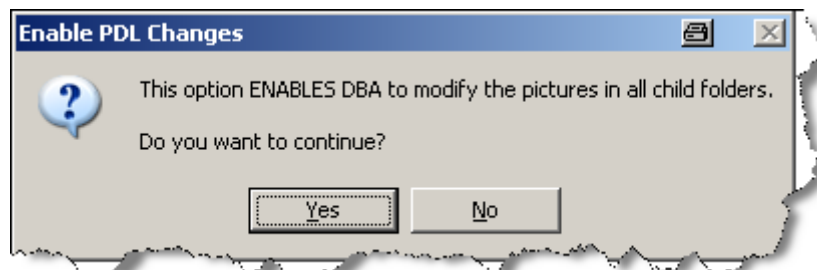 Enable PDL Changes
This option ENABLES DBA to modify the pictures in all child folders.
Do you want to continue?
Yes
No